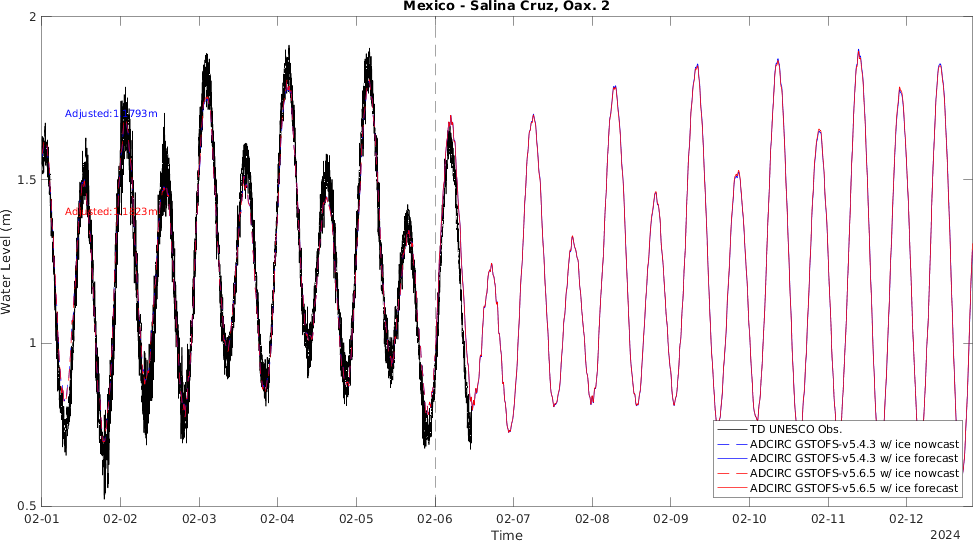 Mexico - Salina Cruz, Oax. 2
2
1.5
1
0.5
Water Level (m)
Adjusted:
Adjusted:
02-01 02-02 02-03 02-04 02-05 02-06 02-07 02-08 02-09 02-10 02-11 02-12
Time
2024
TD UNESCO Obs.
ADCIRC GSTOFS-v5.4.3 w/ ice nowcast
ADCIRC GSTOFS-v5.4.3 w/ ice forecast
ADCIRC GSTOFS-v5.6.5 w/ ice nowcast
ADCIRC GSTOFS-v5.6.5 w/ ice forecast